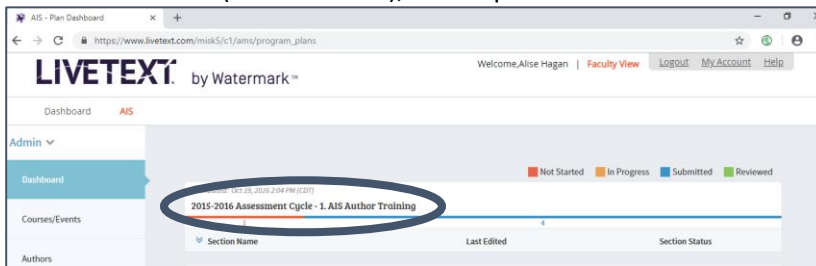 AIS - Plan Dashboard
https://www.livetext.com/misk5/c1/ams/program_plans
LIVETEXT by Watermark™
Welcome,Alise Hagan | Faculty View Logout My Account Help
Dashboard AIS
Admin
Dashboard
Not Started In Progress Submitted Reviewed
Oct 19, 2016 2:04 PM (CDT)
2015-2016 Assessment Cycle - 1. AIS Author Training
1 4
Courses/Events
Section Name Last Edited Section Status
Authors